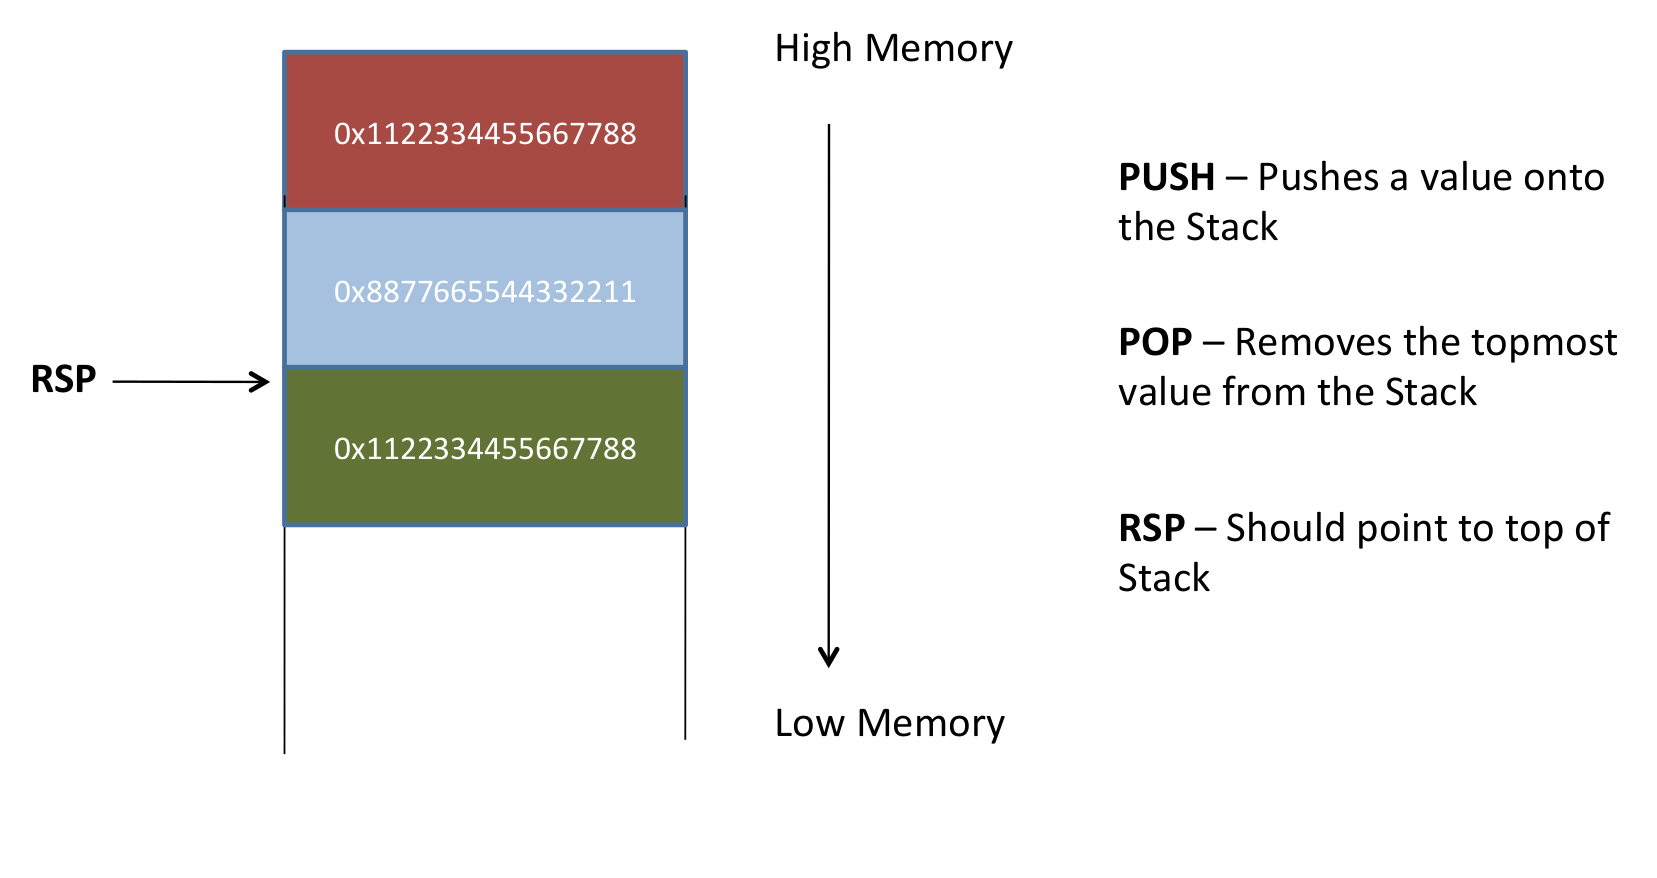 High Memory
0x1122334455667788
PUSH – Pushes a value onto
the Stack
0x8877665544332211
RSP
POP – Removes the topmost
value from the Stack
0x1122334455667788
RSP – Should point to top of
Stack
Low Memory